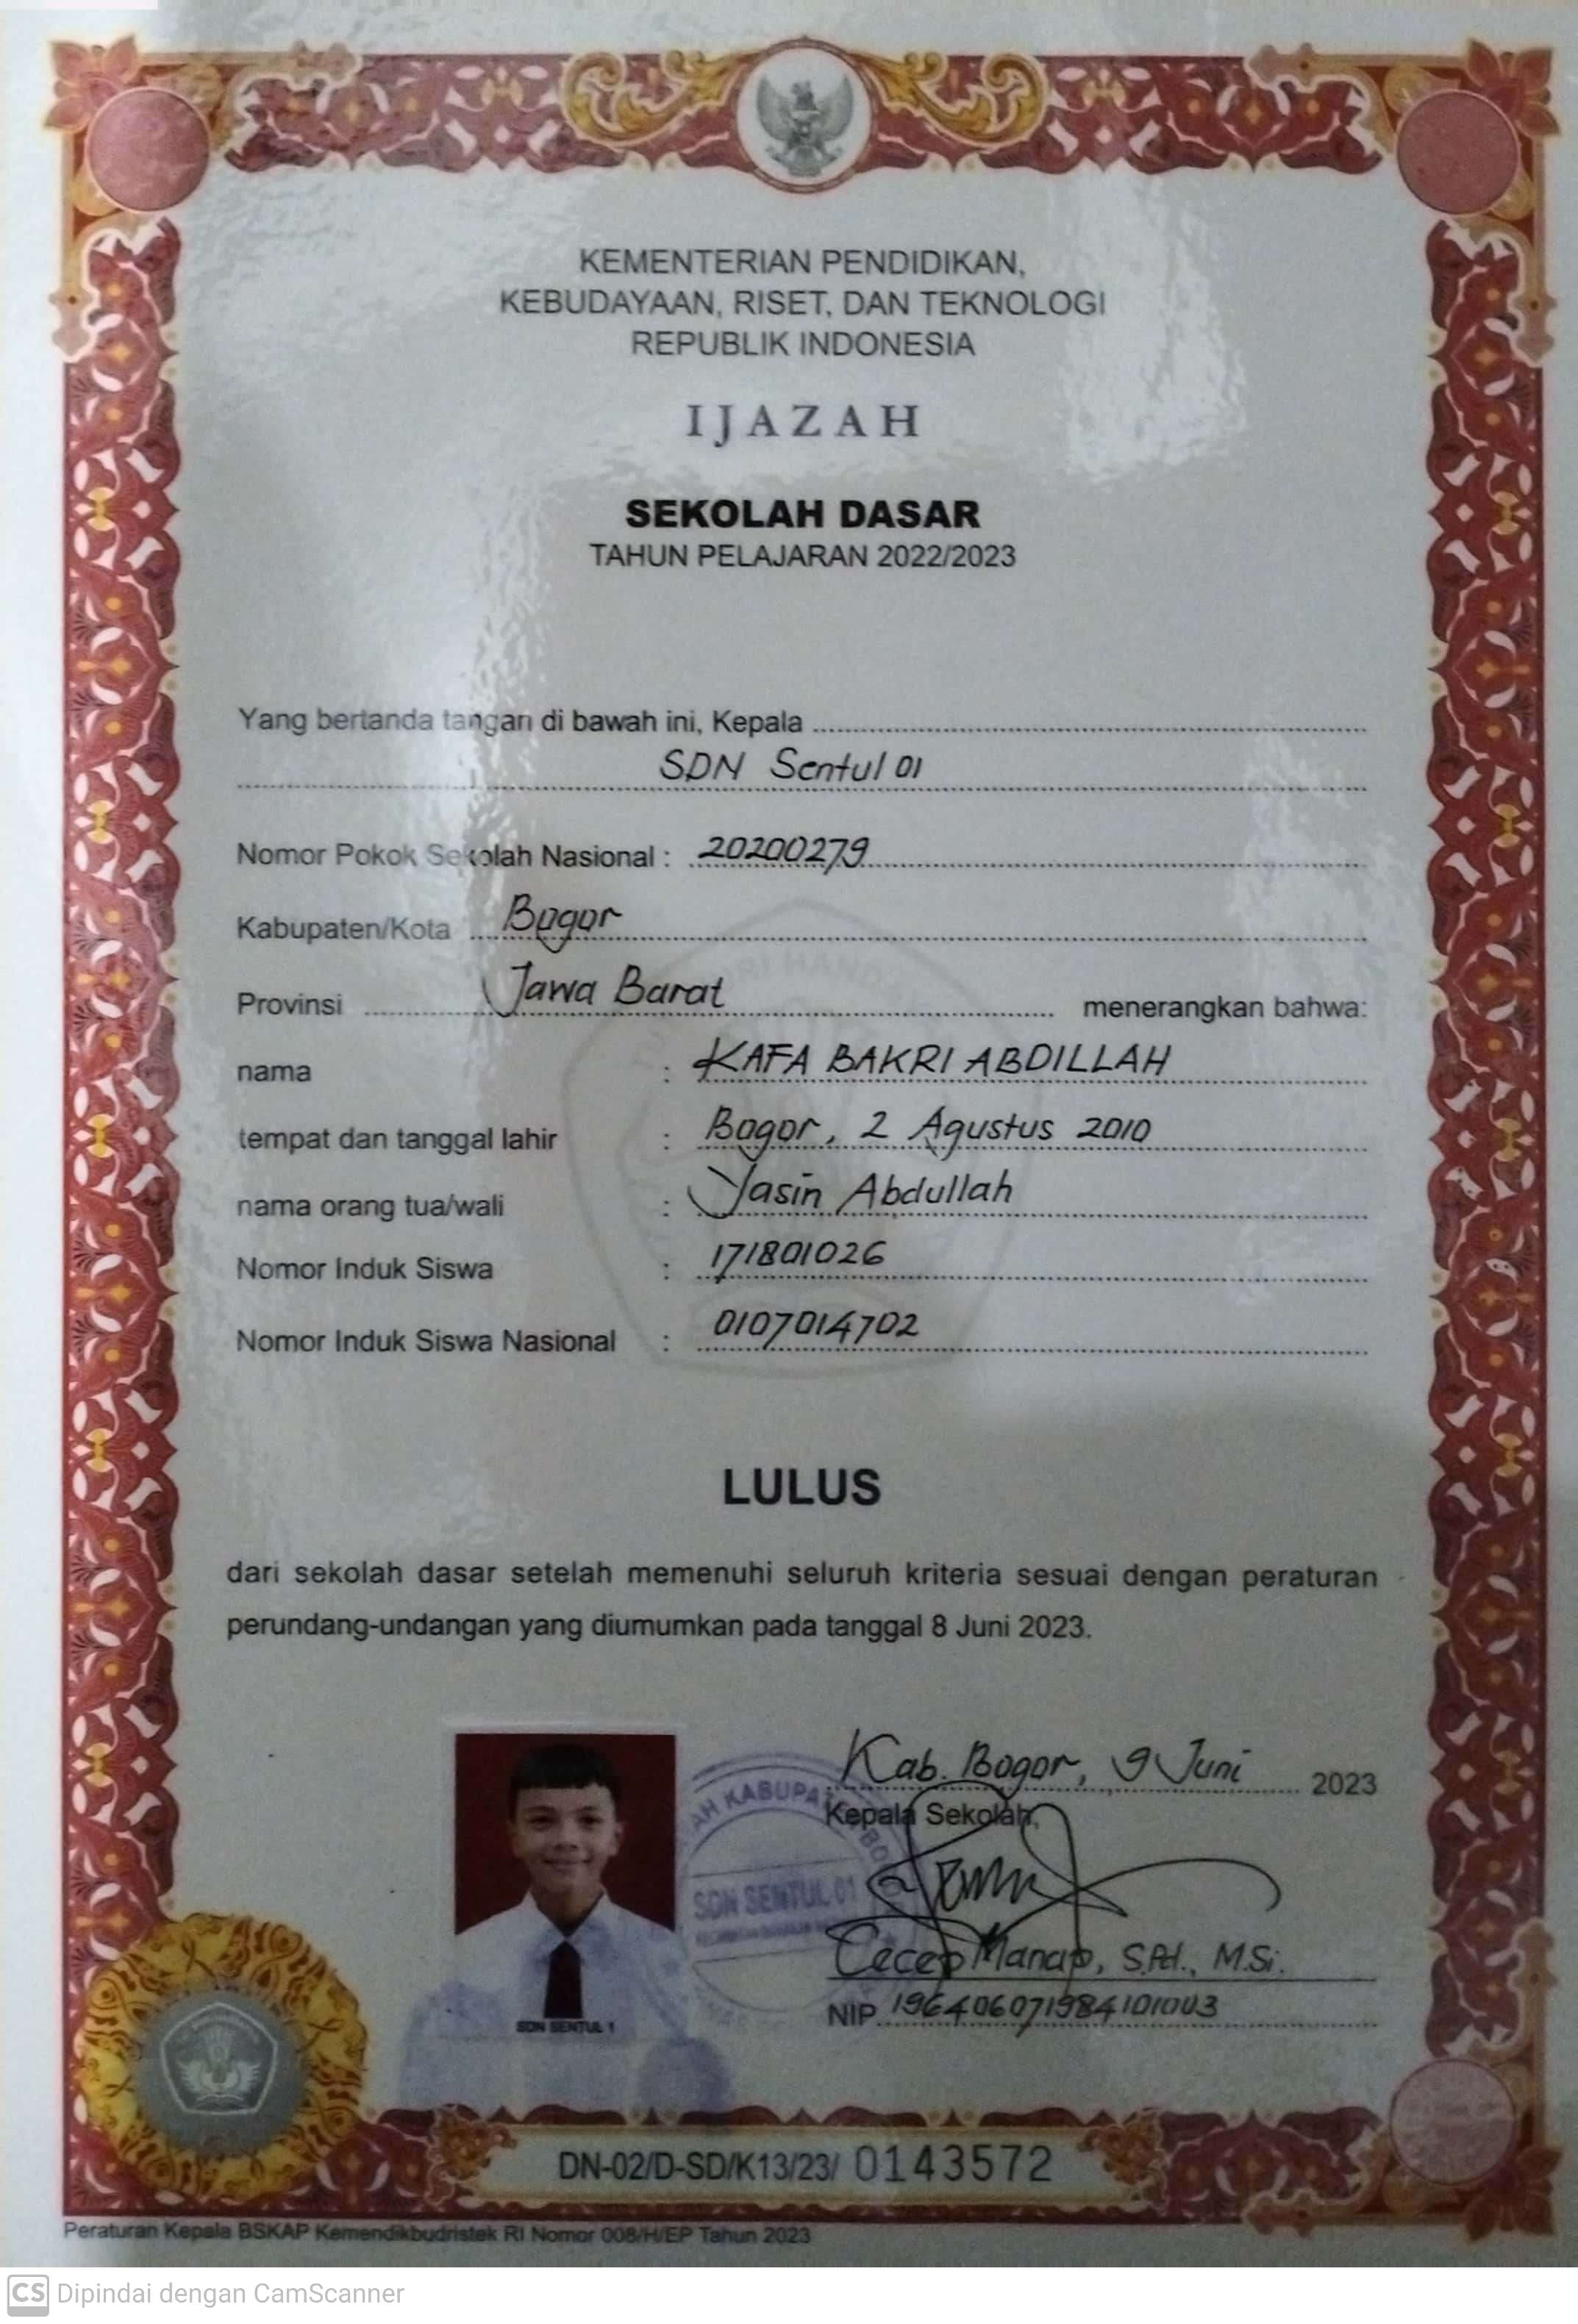 KEMENTERIAN PENDIDIKAN,
KEBUDAYAAN, RISET, DAN TEKNOLOGI
REPUBLIK INDONESIA
IJAZAH
SEKOLAH DASAR
TAHUN PELAJARAN 2022/2023
Yang bertanda tangan di bawah ini, Kepala
SDN Sentul 01
Nomor Pokok Sekolah Nasional : 20200279
Kabupaten/Kota Bogor
Provinsi Jawa Barat menerangkan bahwa:
nama : KAFA BAKRI ABDILLAH
tempat dan tanggal lahir : Bogor, 2 Agustus 2010
nama orang tua/wali : Yasin Abdullah
Nomor Induk Siswa : 171801026
Nomor Induk Siswa Nasional : 0107014702
LULUS
dari sekolah dasar setelah memenuhi seluruh kriteria sesuai dengan peraturan
perundang-undangan yang diumumkan pada tanggal 8 Juni 2023.
Kab. Bogor, 9 Juni 2023
Kepala Sekolah,
SDN SENTUL 01
Cecep Manap, S.Pd., M.Si.
NIP 196406071984101003
SDN SENTUL 1
DN-02/D-SD/K13/23/ 0143572
Peraturan Kepala BSKAP Kemendikbudristek RI Nomor 008/H/EP Tahun 2023
CS Dipindai dengan CamScanner